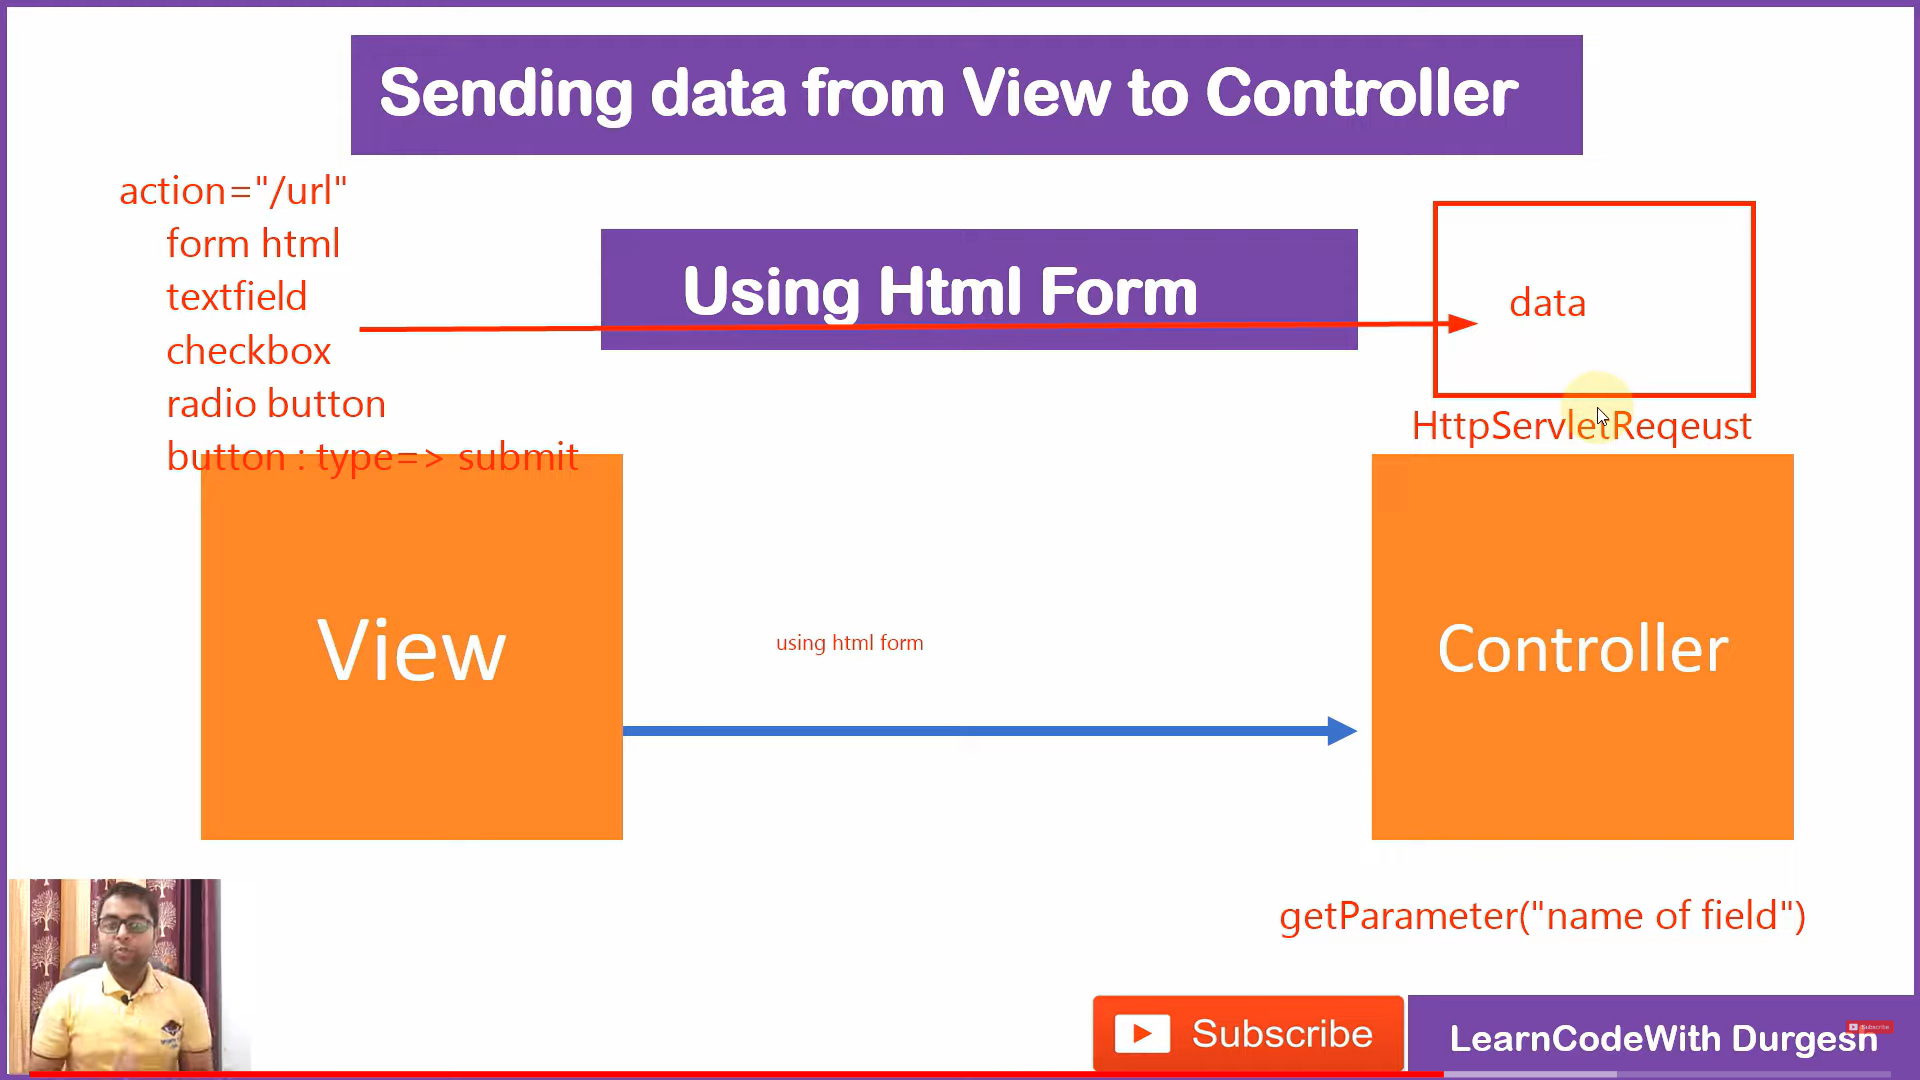 Sending data from View to Controller
action="/url"
form html
textfield
checkbox
radio button
button : type=> submit
Using Html Form
data
HttpServletReqeust
View
using html form
Controller
getParameter("name of field")
Subscribe
LearnCodeWith Durgesh
Subscribe